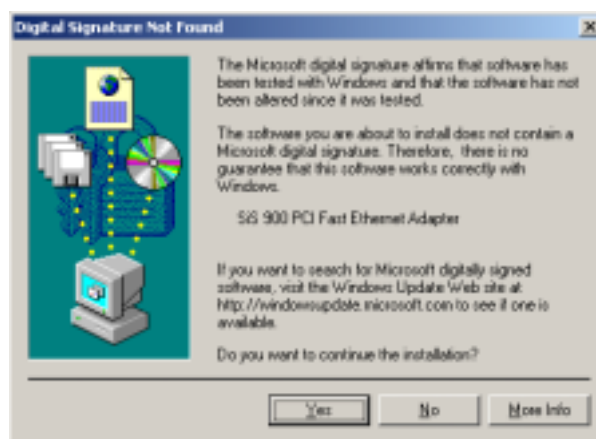 Digital Signature Not Found
The Microsoft digital signature affirms that software has
been tested with Windows and that the software has not
been altered since it was tested.
The software you are about to install does not contain a
Microsoft digital signature. Therefore, there is no
guarantee that this software works correctly with
Windows.
SiS 900 PCI Fast Ethernet Adapter
If you want to search for Microsoft digitally signed
software, visit the Windows Update Web site at
http://windowsupdate.microsoft.com to see if one is
available.
Do you want to continue the installation?
Yes
No
More Info